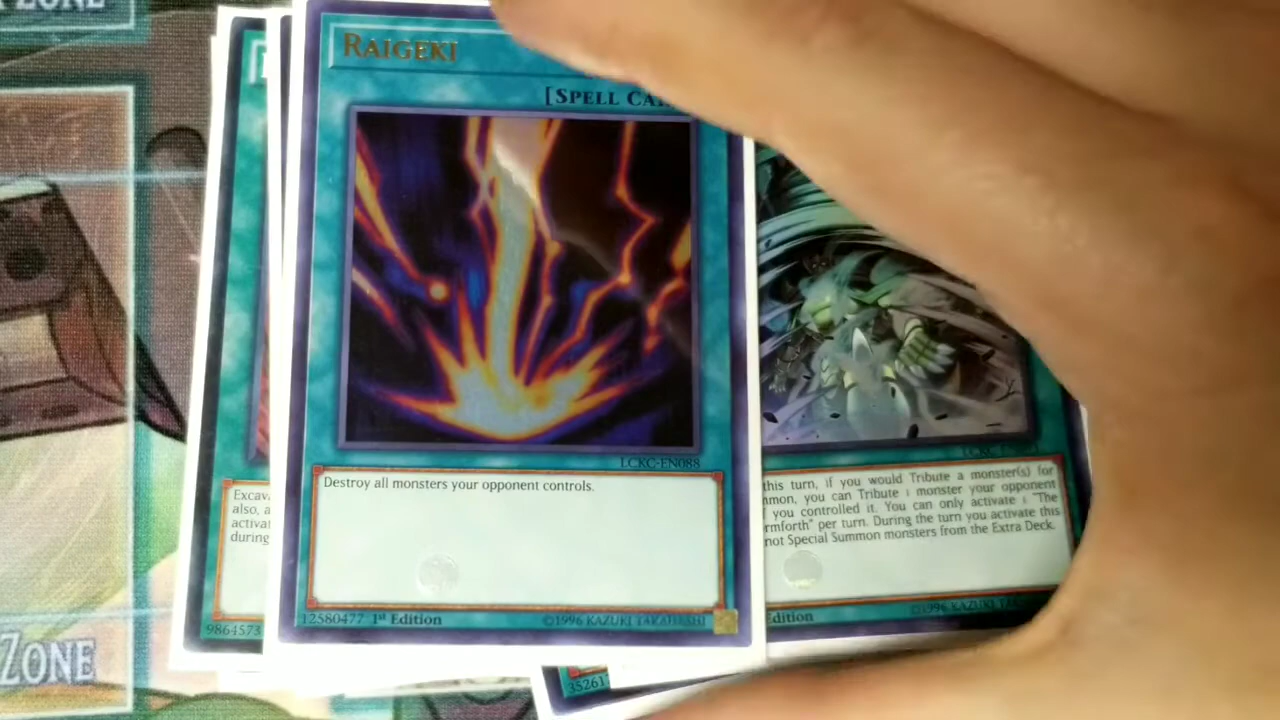 ZONE
RAIGEKI
[SPELL CA
LCKC-EN088
Destroy all monsters your opponent controls.
12580477 1st Edition
©1996 KAZUKI TAKAHASHI
Excav
also, a
activat
during
9864573
this turn, if you would Tribute a monster(s) for
mmon, you can Tribute 1 monster your opponent
you controlled it. You can only activate 1 "The
rmforth" per turn. During the turn you activate this
not Special Summon monsters from the Extra Deck.
Edition
©1996 KAZUKI
35261
ZONE